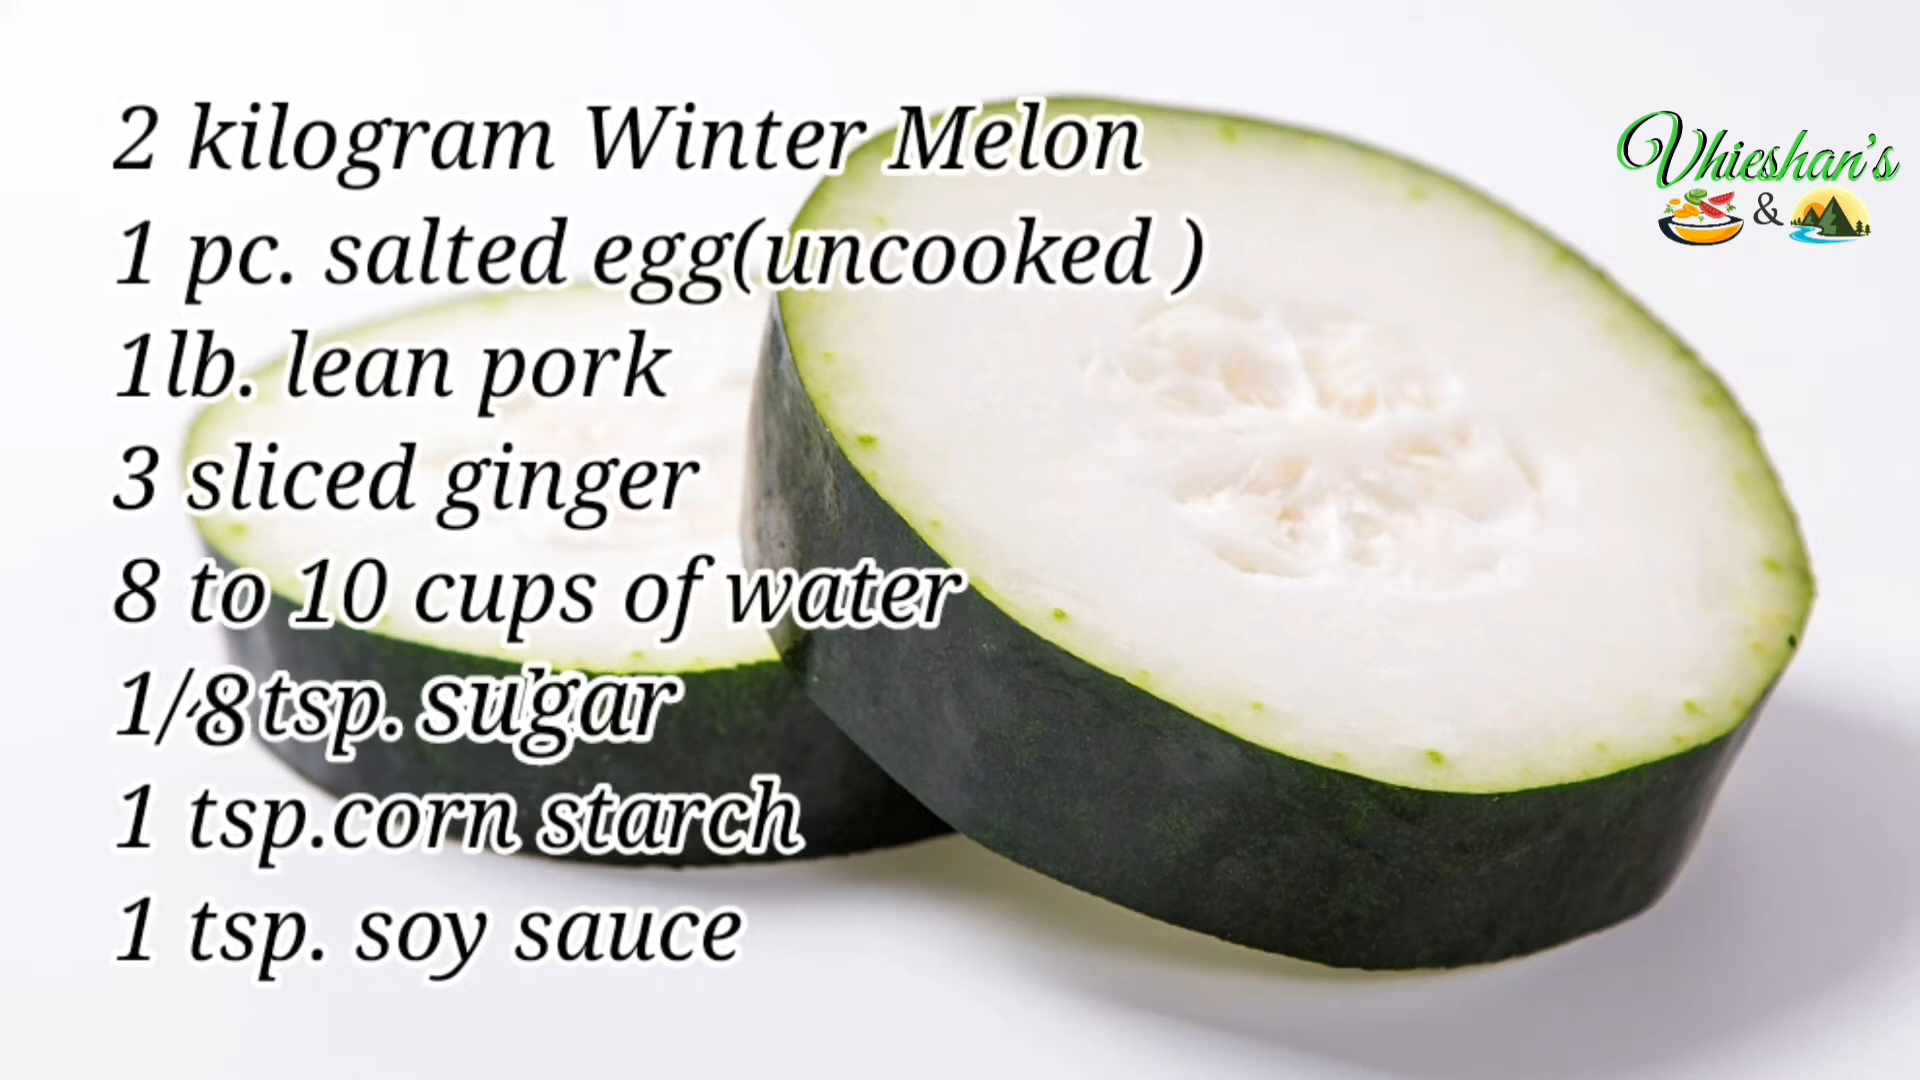 2 kilogram Winter Melon
1 pc. salted egg(uncooked )
1lb. lean pork
3 sliced ginger
8 to 10 cups of water
1/8 tsp. sugar
1 tsp.corn starch
1 tsp. soy sauce
Vhieshan's
&